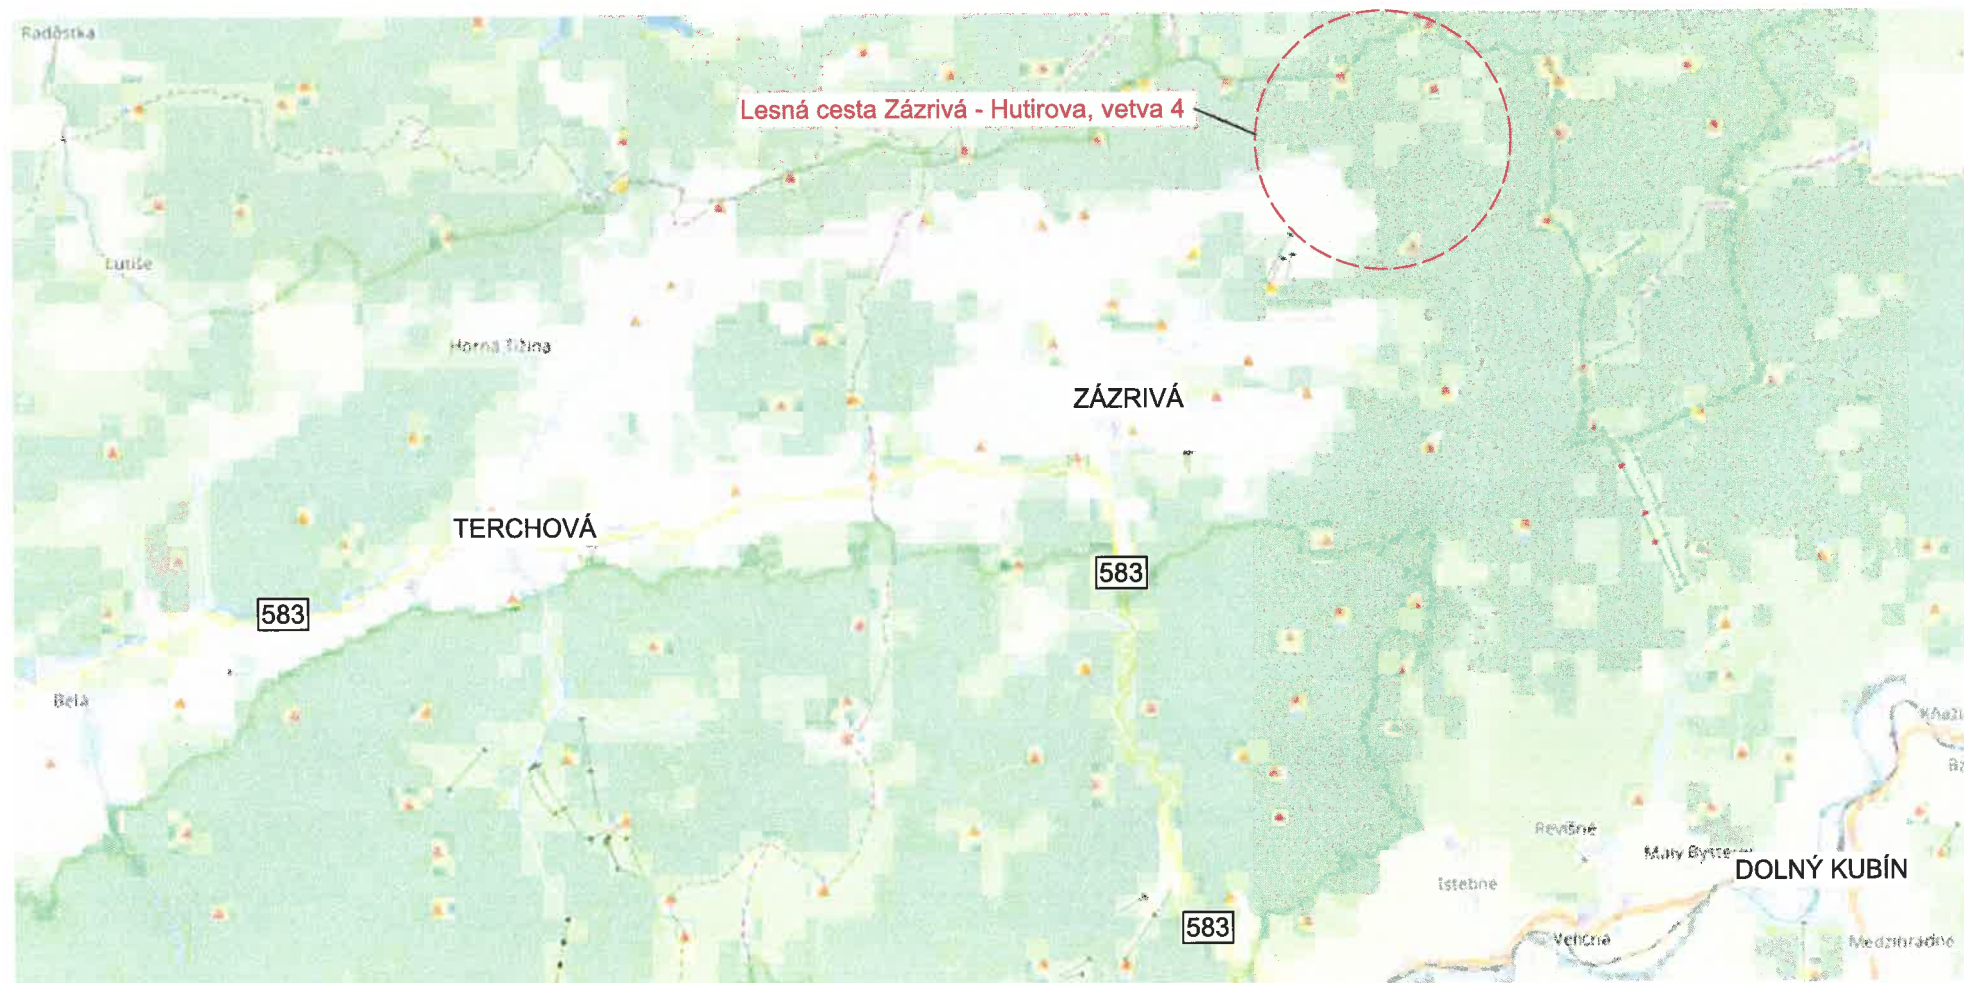 Radôstka
Lesná cesta Zázrivá - Hutirova, vetva 4
Lutiše
Horná Tižina
ZÁZRIVÁ
TERCHOVÁ
583
583
Belá
Revišné
DOLNÝ KUBÍN
Istebné
583
Veličná
Medzihradné